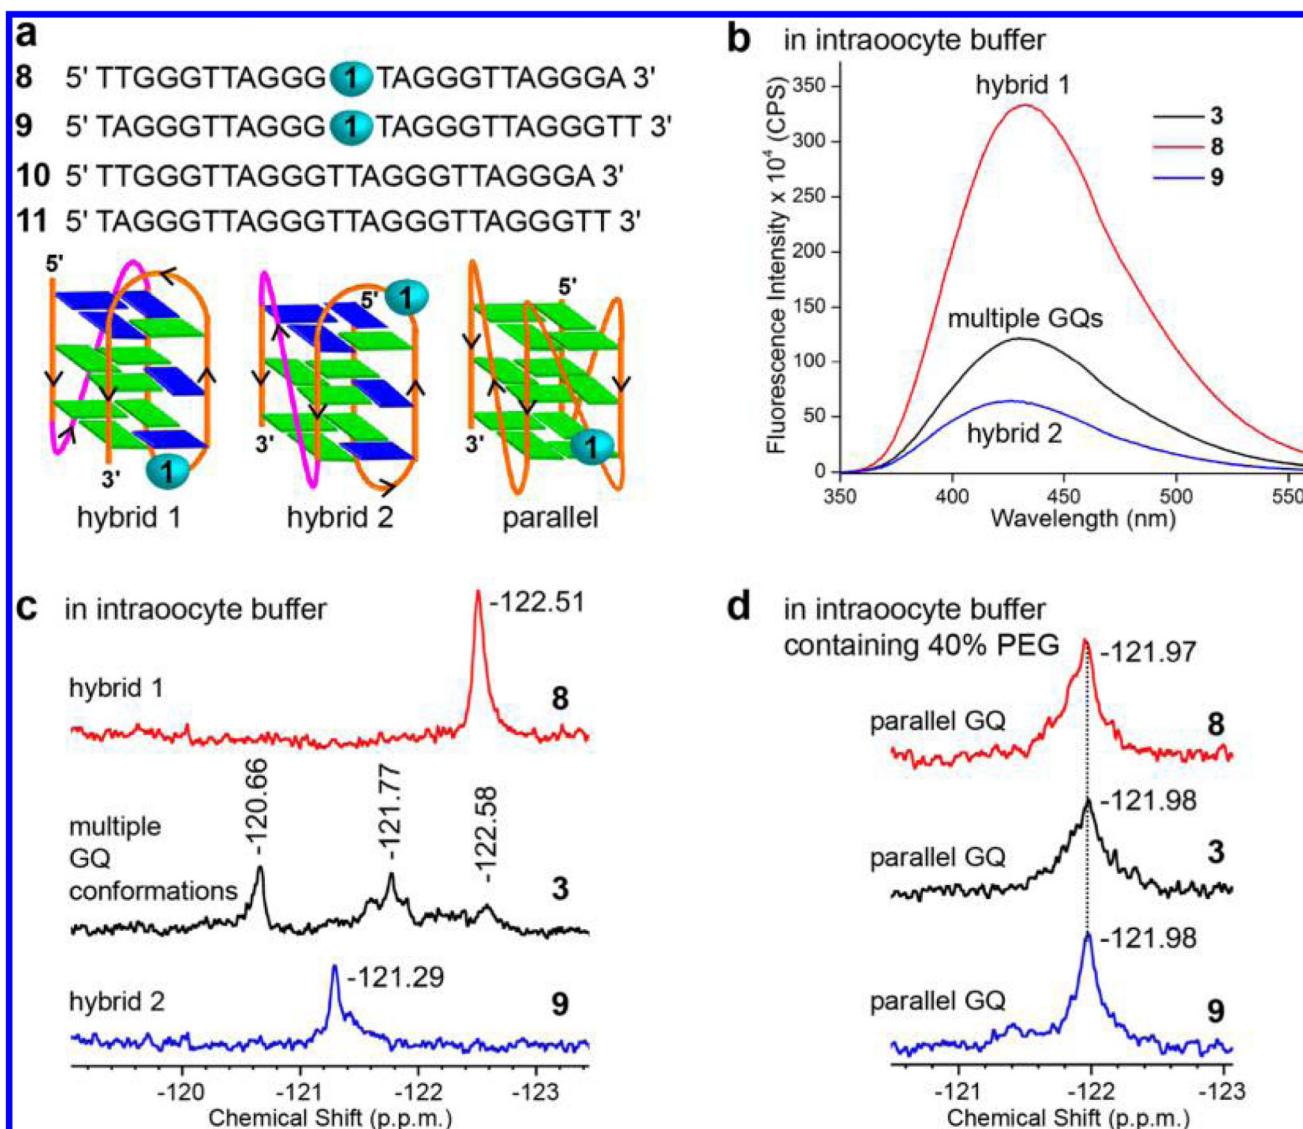 a
8 5' TTGGGTTAGGG 1 TAGGGTTAGGGA 3'
9 5' TAGGGTTAGGG 1 TAGGGTTAGGGTT 3'
10 5' TTGGGTTAGGGTTAGGGTTAGGGA 3'
11 5' TAGGGTTAGGGTTAGGGTTAGGGTT 3'
5'
3'
1
hybrid 1
5'
1
3'
hybrid 2
5'
3'
1
parallel
b in intraoocyte buffer
Fluorescence Intensity x 10⁴ (CPS)
350
300
250
200
150
100
50
0
hybrid 1
multiple GQs
hybrid 2
3
8
9
350 400 450 500 550
Wavelength (nm)
c in intraoocyte buffer
hybrid 1
-122.51
8
multiple
GQ
conformations
-120.66
-121.77
-122.58
3
hybrid 2
-121.29
9
-120 -121 -122 -123
Chemical Shift (p.p.m.)
d in intraoocyte buffer
containing 40% PEG
parallel GQ
-121.97
8
parallel GQ
-121.98
3
parallel GQ
-121.98
9
-121 -122 -123
Chemical Shift (p.p.m.)